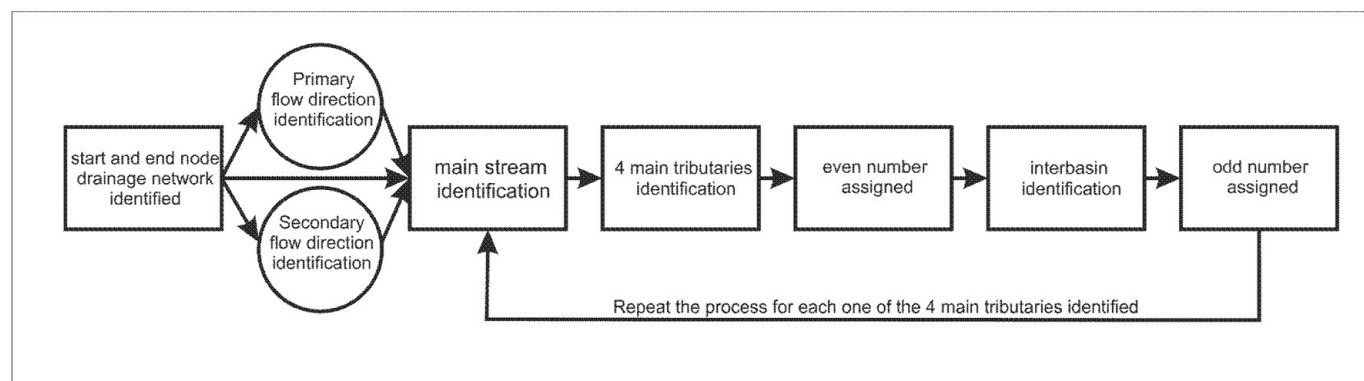 start and end node
drainage network
identified
Primary
flow direction
identification
Secondary
flow direction
identification
main stream
identification
4 main tributaries
identification
even number
assigned
interbasin
identification
odd number
assigned
Repeat the process for each one of the 4 main tributaries identified